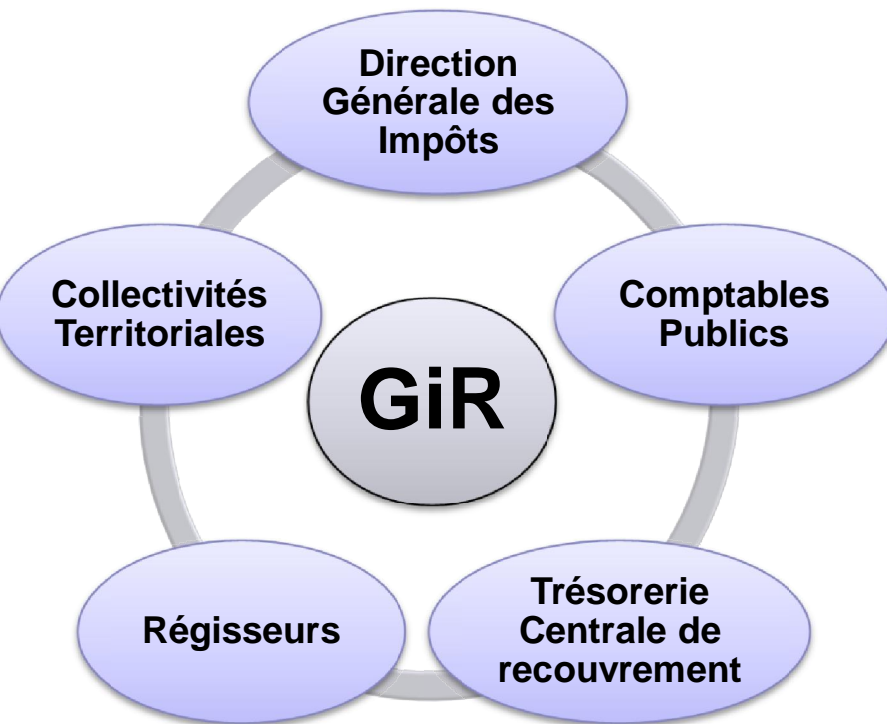 Direction
Générale des
Impôts
Collectivités
Territoriales
Comptables
Publics
GiR
Régisseurs
Trésorerie
Centrale de
recouvrement